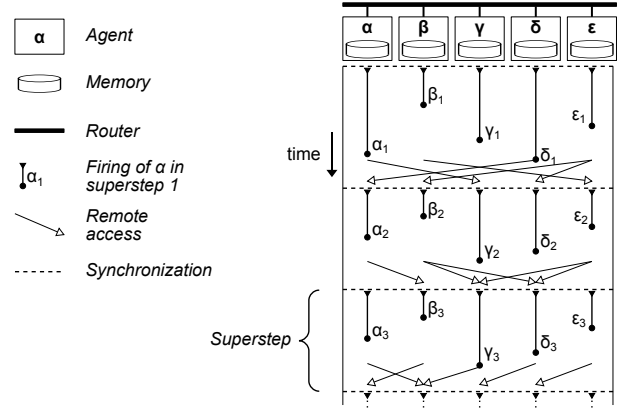 α β γ δ ε
α Agent
Memory
Router
α₁ Firing of α in
superstep 1
Remote
access
Synchronization
Superstep
time
α₁ β₁ γ₁ δ₁ ε₁
α₂ β₂ γ₂ δ₂ ε₂
α₃ β₃ γ₃ δ₃ ε₃